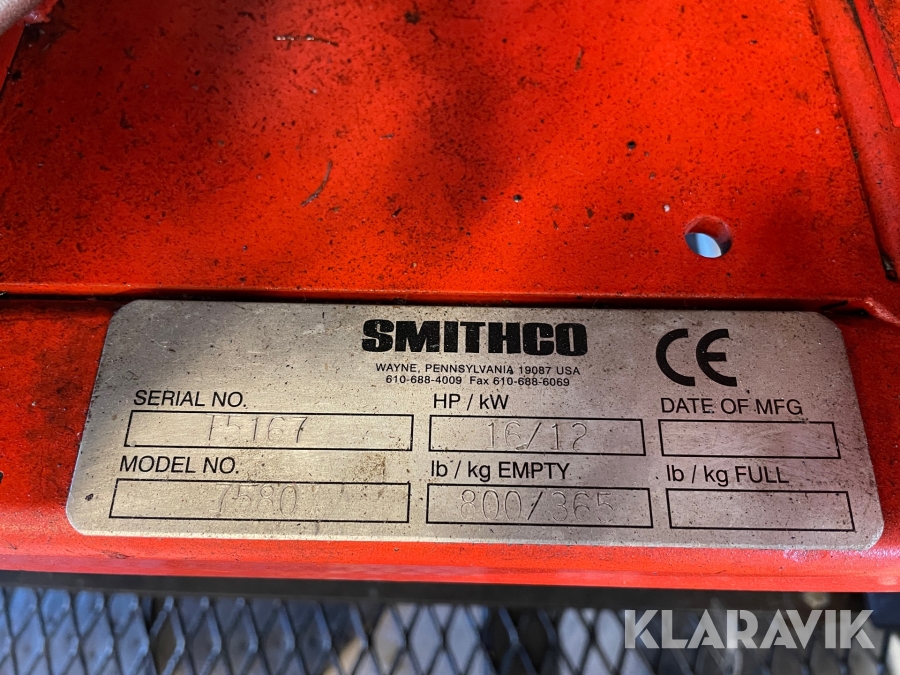 SMITHCO
CE
WAYNE, PENNSYLVANIA 19087 USA
610-688-4009 Fax 610-688-6069
SERIAL NO. HP / kW DATE OF MFG
15167 16/12
MODEL NO. lb / kg EMPTY lb / kg FULL
7580 800/365
KLARAVIK